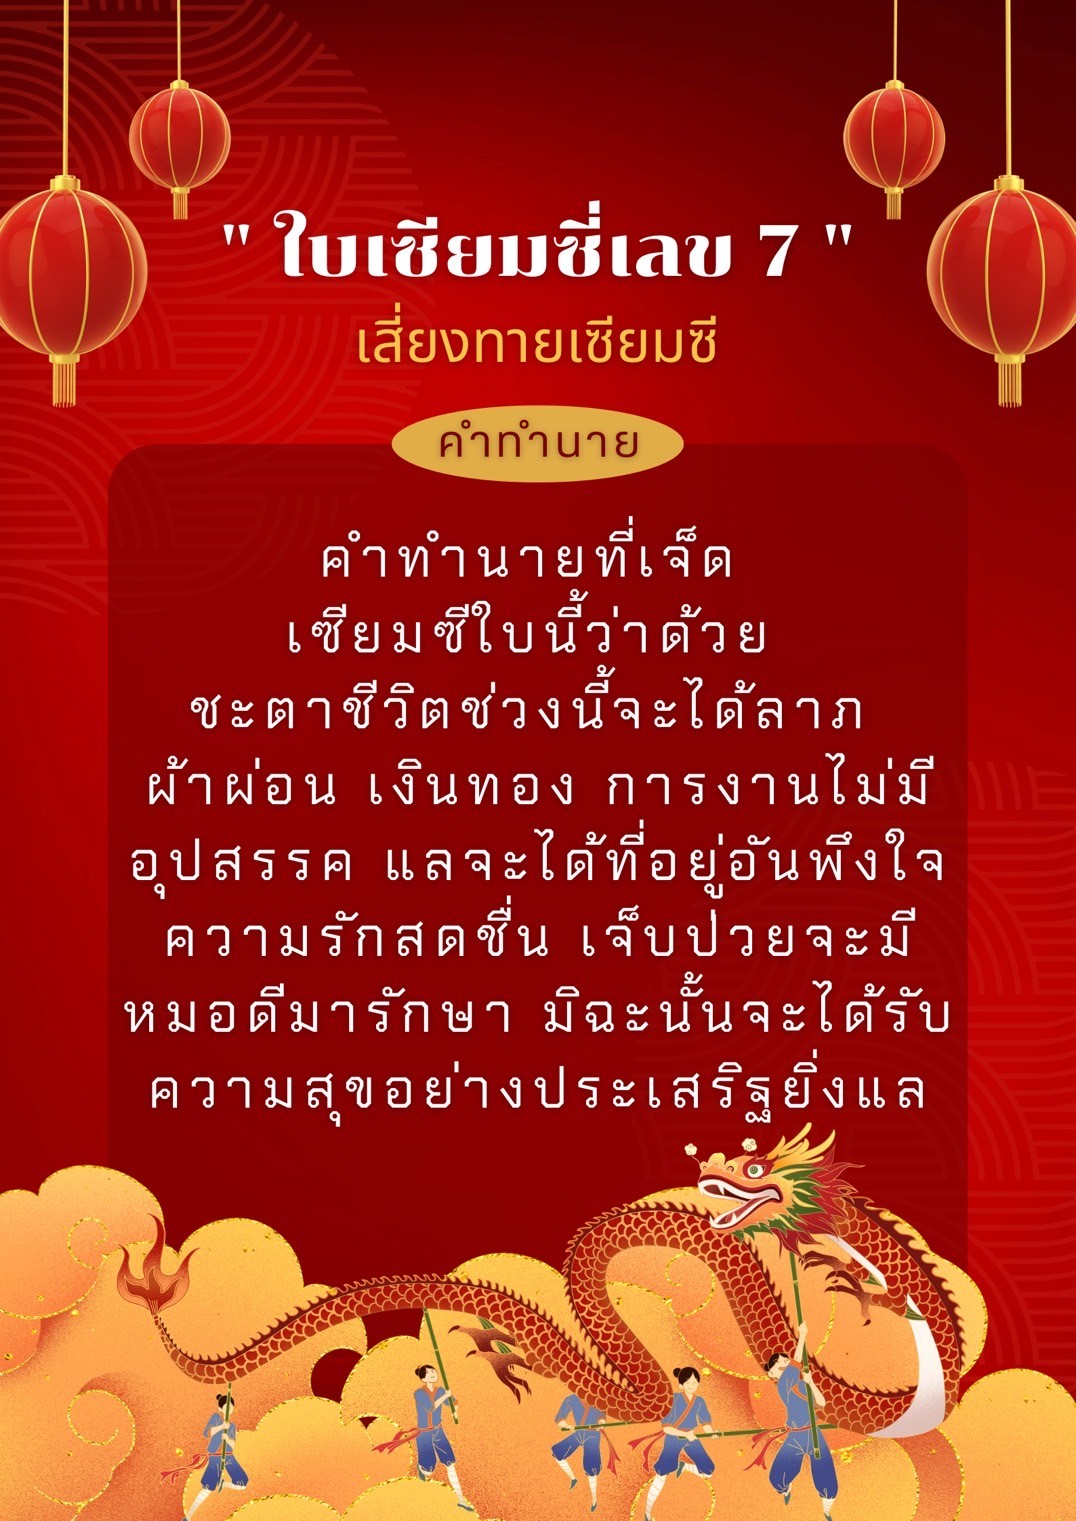 " ใบเซียมซี่เลข 7 "
เสี่ยงทายเซียมซี
คำทำนาย
คำทำนายที่เจ็ด
เซียมซีใบนี้ว่าด้วย
ชะตาชีวิตช่วงนี้จะได้ลาภ
ผ้าผ่อน เงินทอง การงานไม่มี
อุปสรรค แลจะได้ที่อยู่อันพึงใจ
ความรักสดชื่น เจ็บป่วยจะมี
หมอดีมารักษา มิฉะนั้นจะได้รับ
ความสุขอย่างประเสริฐยิ่งแล